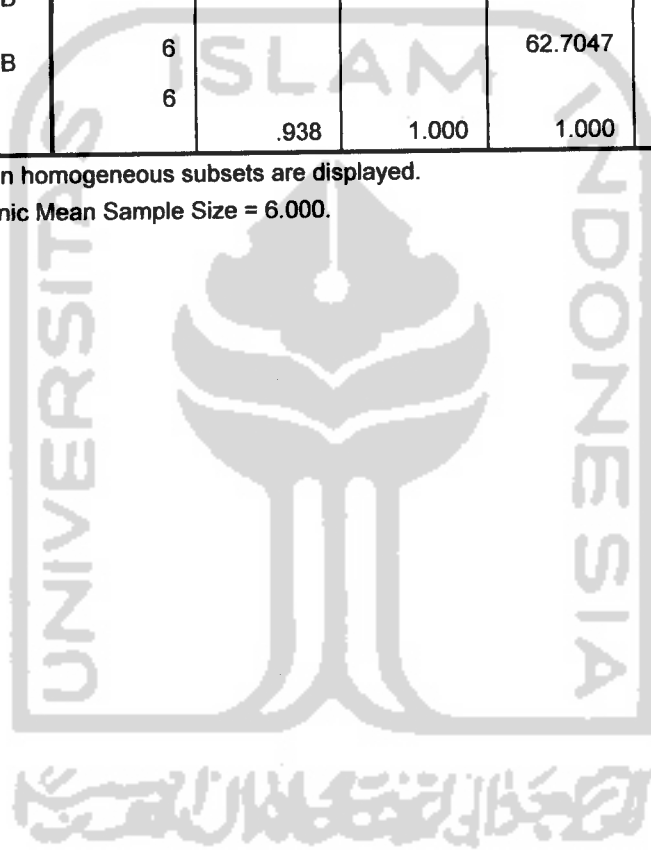 B
B 6 62.7047
6
.938 1.000 1.000
n homogeneous subsets are displayed.
nic Mean Sample Size = 6.000.
ISLAM
UNIVERSITAS
INDONESIA